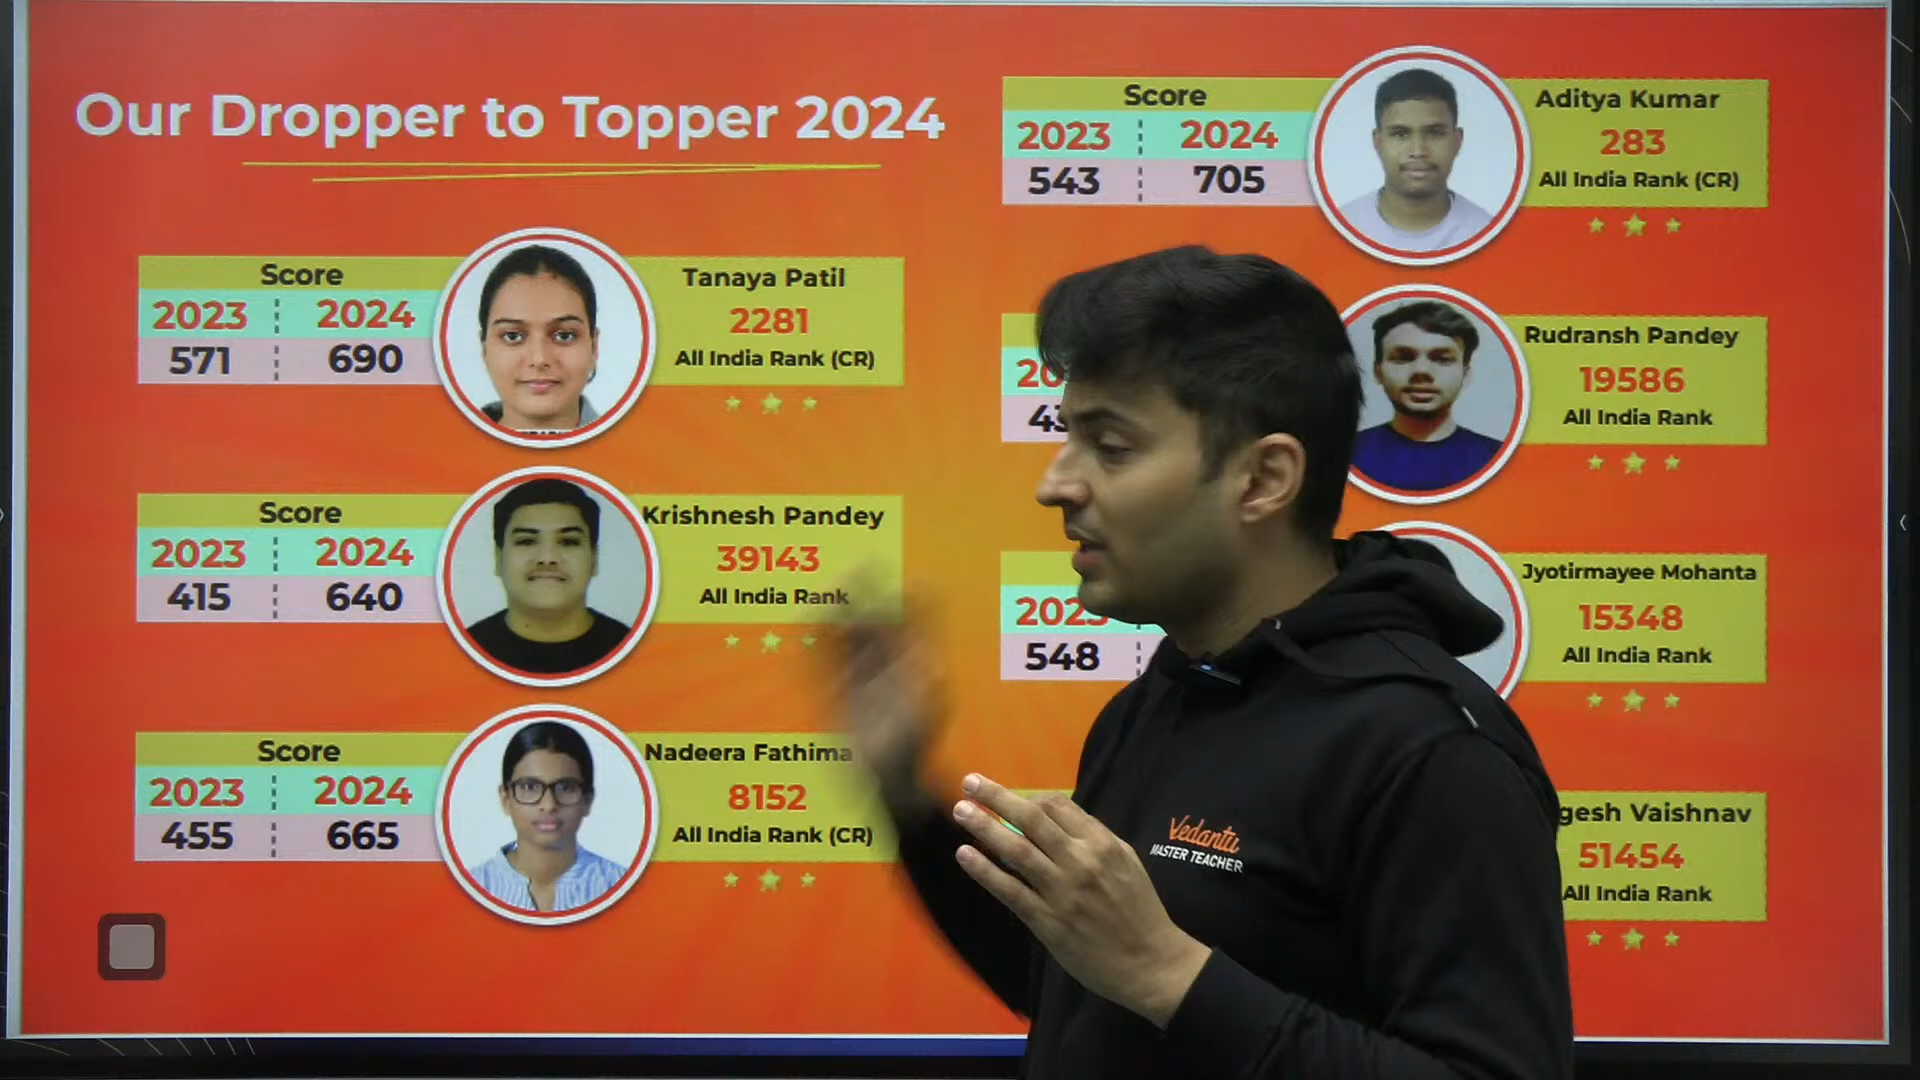 Our Dropper to Topper 2024
Score
2023 2024
571 690
Tanaya Patil
2281
All India Rank (CR)
Score
2023 2024
415 640
Krishnesh Pandey
39143
All India Rank
Score
2023 2024
455 665
Nadeera Fathima
8152
All India Rank (CR)
Score
2023 2024
543 705
Aditya Kumar
283
All India Rank (CR)
20
43
Rudransh Pandey
19586
All India Rank
2023
548
Jyotirmayee Mohanta
15348
All India Rank
gesh Vaishnav
51454
All India Rank
Vedantu
MASTER TEACHER